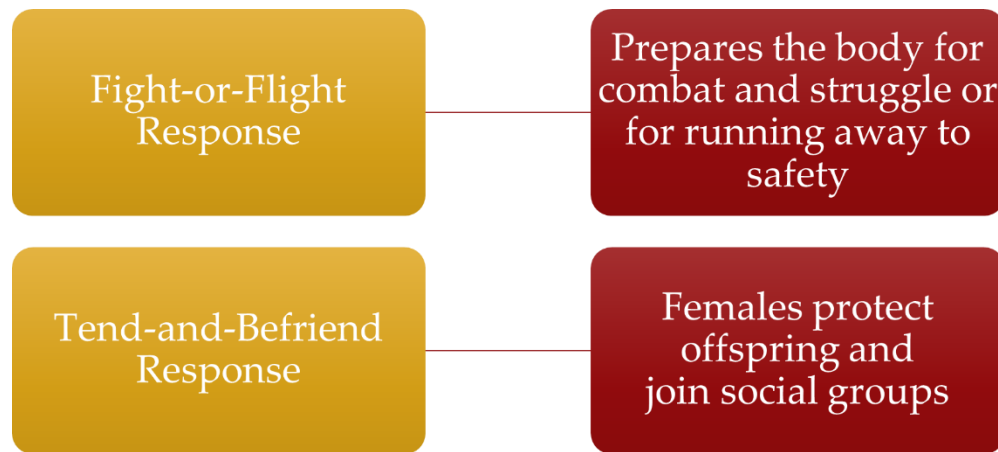 Fight-or-Flight
Response
Prepares the body for
combat and struggle or
for running away to
safety
Tend-and-Befriend
Response
Females protect
offspring and
join social groups